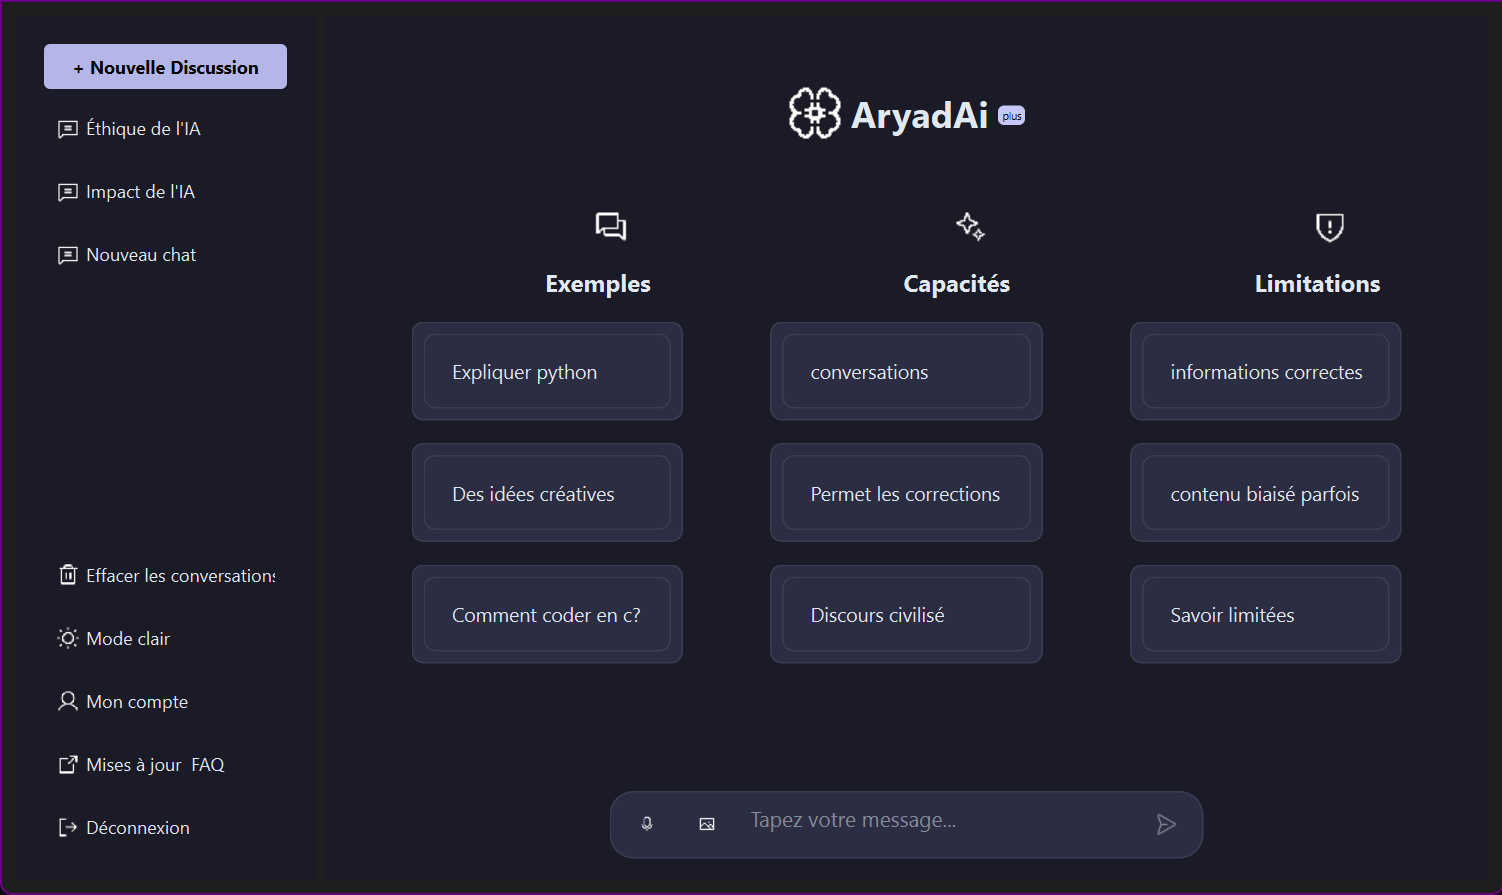 + Nouvelle Discussion
Éthique de l'IA
Impact de l'IA
Nouveau chat
Effacer les conversations
Mode clair
Mon compte
Mises à jour FAQ
Déconnexion
AryadAi plus
Exemples
Expliquer python
Des idées créatives
Comment coder en c?
Capacités
conversations
Permet les corrections
Discours civilisé
Limitations
informations correctes
contenu biaisé parfois
Savoir limitées
Tapez votre message...